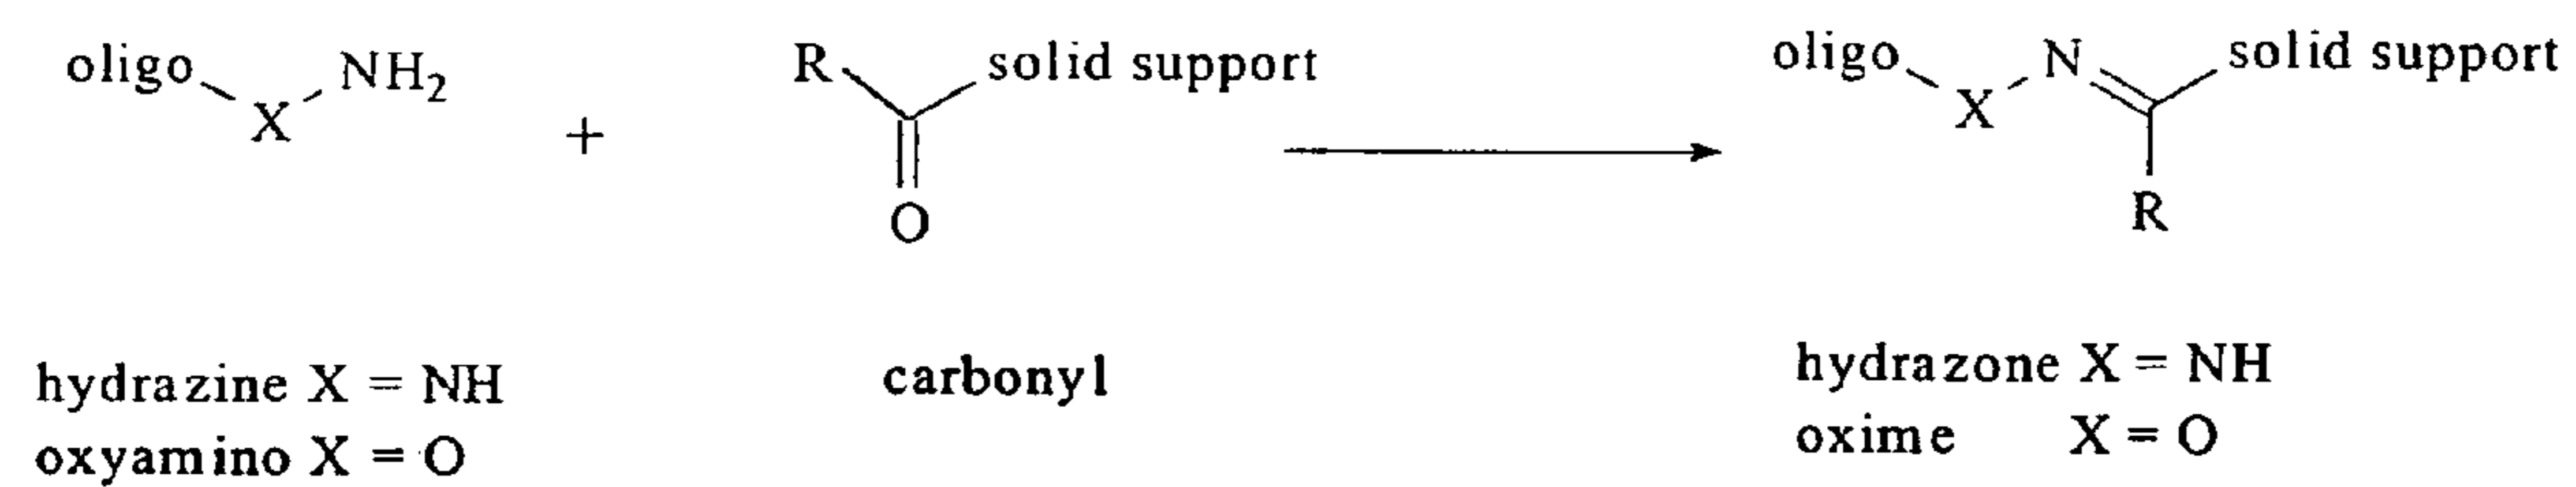 oligo X NH₂ + R solid support O oligo X N solid support R
hydrazine X = NH carbonyl hydrazone X = NH
oxyamino X = O oxime X = O